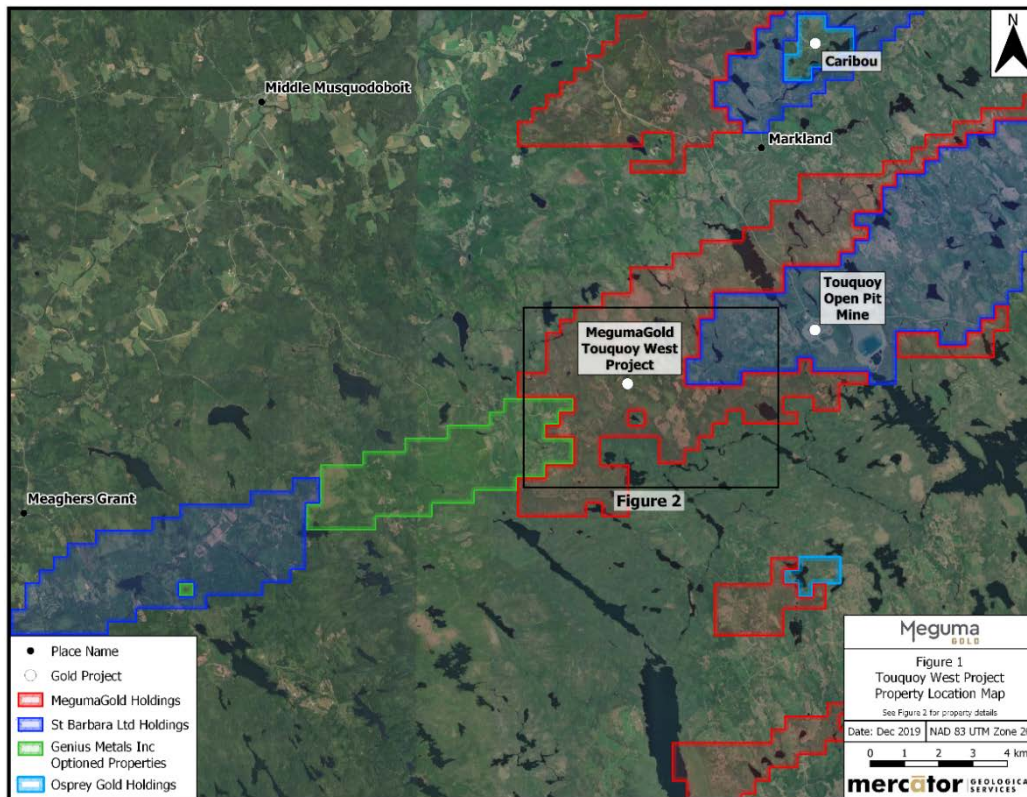 N
Caribou
Middle Musquodoboit
Markland
Touquoy
Open Pit
Mine
MegumaGold
Touquoy West
Project
Figure 2
Meaghers Grant
Place Name
Gold Project
MegumaGold Holdings
St Barbara Ltd Holdings
Genius Metals Inc
Optioned Properties
Osprey Gold Holdings
Meguma
GOLD
Figure 1
Touquoy West Project
Property Location Map
See Figure 2 for property details
Date: Dec 2019 NAD 83 UTM Zone 20
0 1 2 3 4 km
mercator GEOLOGICAL
SERVICES